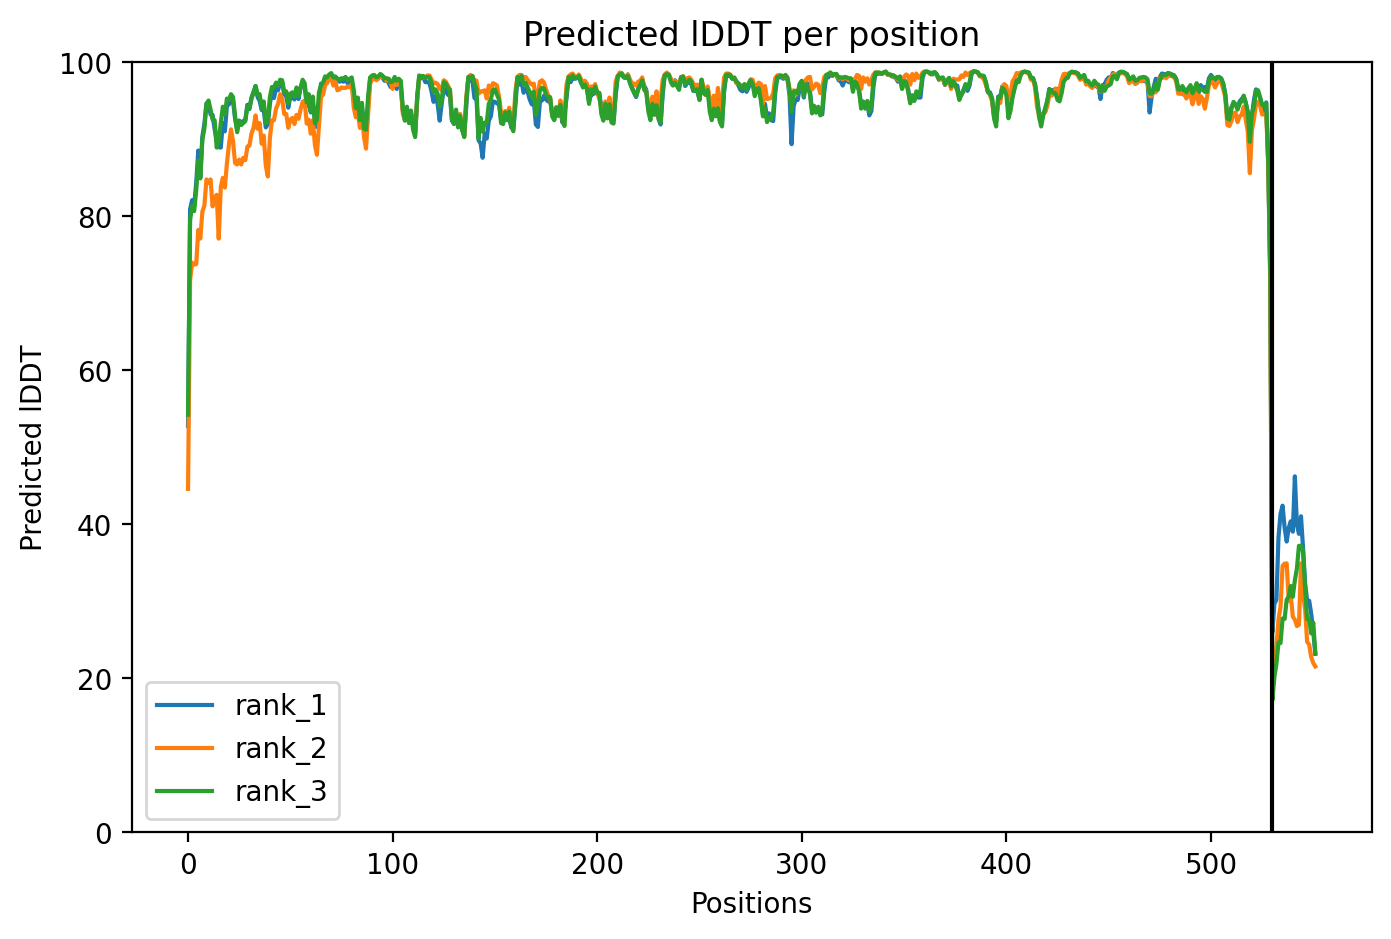 Predicted lDDT per position
Predicted lDDT
100
80
60
40
20
0
rank_1
rank_2
rank_3
0 100 200 300 400 500
Positions